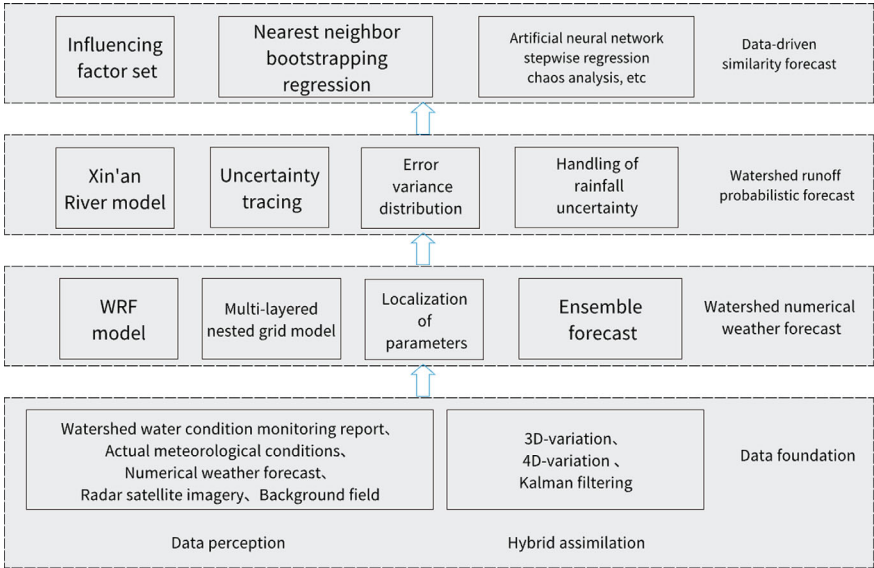 Influencing
factor set
Nearest neighbor
bootstrapping
regression
Artificial neural network
stepwise regression
chaos analysis, etc
Data-driven
similarity forecast
Xin'an
River model
Uncertainty
tracing
Error
variance
distribution
Handling of
rainfall
uncertainty
Watershed runoff
probabilistic forecast
WRF
model
Multi-layered
nested grid model
Localization
of
parameters
Ensemble
forecast
Watershed numerical
weather forecast
Watershed water condition monitoring report、
Actual meteorological conditions、
Numerical weather forecast、
Radar satellite imagery、Background field
3D-variation、
4D-variation 、
Kalman filtering
Data foundation
Data perception
Hybrid assimilation